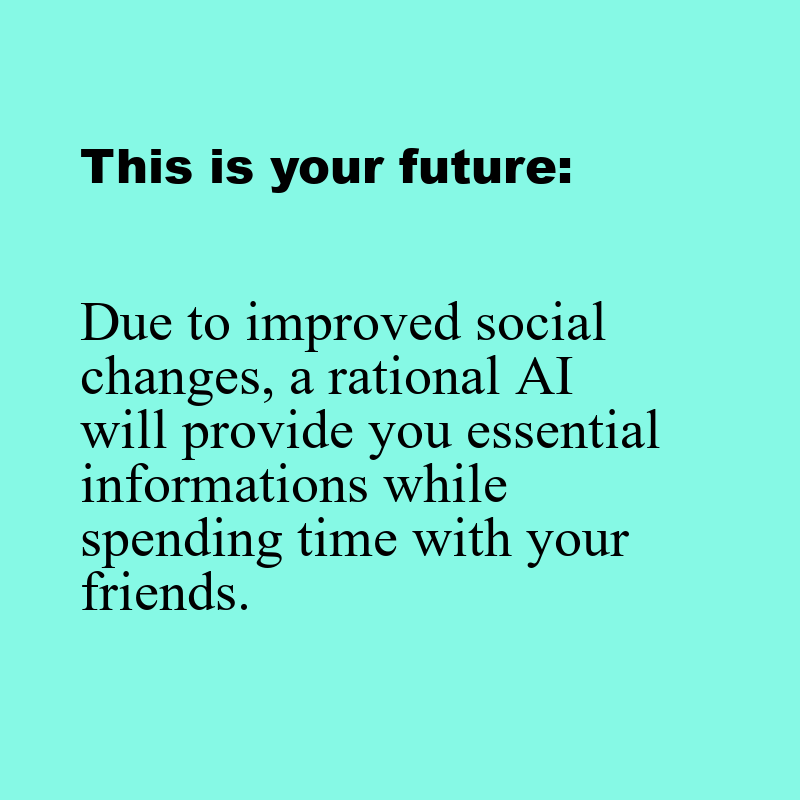 This is your future:
Due to improved social
changes, a rational AI
will provide you essential
informations while
spending time with your
friends.